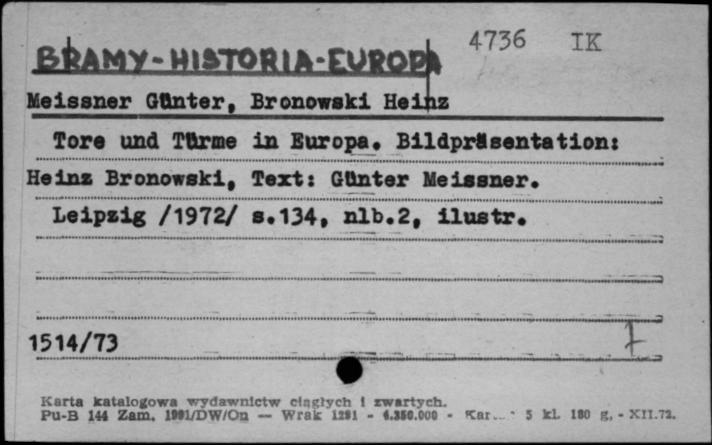 4736 IK
BRAMY-HISTORIA-EUROPA
Meissner Günter, Bronowski Heinz
Tore und Türme in Europa. Bildpräsentation:
Heinz Bronowski, Text: Günter Meissner.
Leipzig /1972/ s.134, nlb.2, ilustr.
1514/73
Karta katalogowa wydawnictw ciągłych i zwartych.
Pu-B 144 Zam. 1991/DW/On — Wrak 1291 - 6.350.000 - Kar... 5 kl. 180 g. - XII.72.